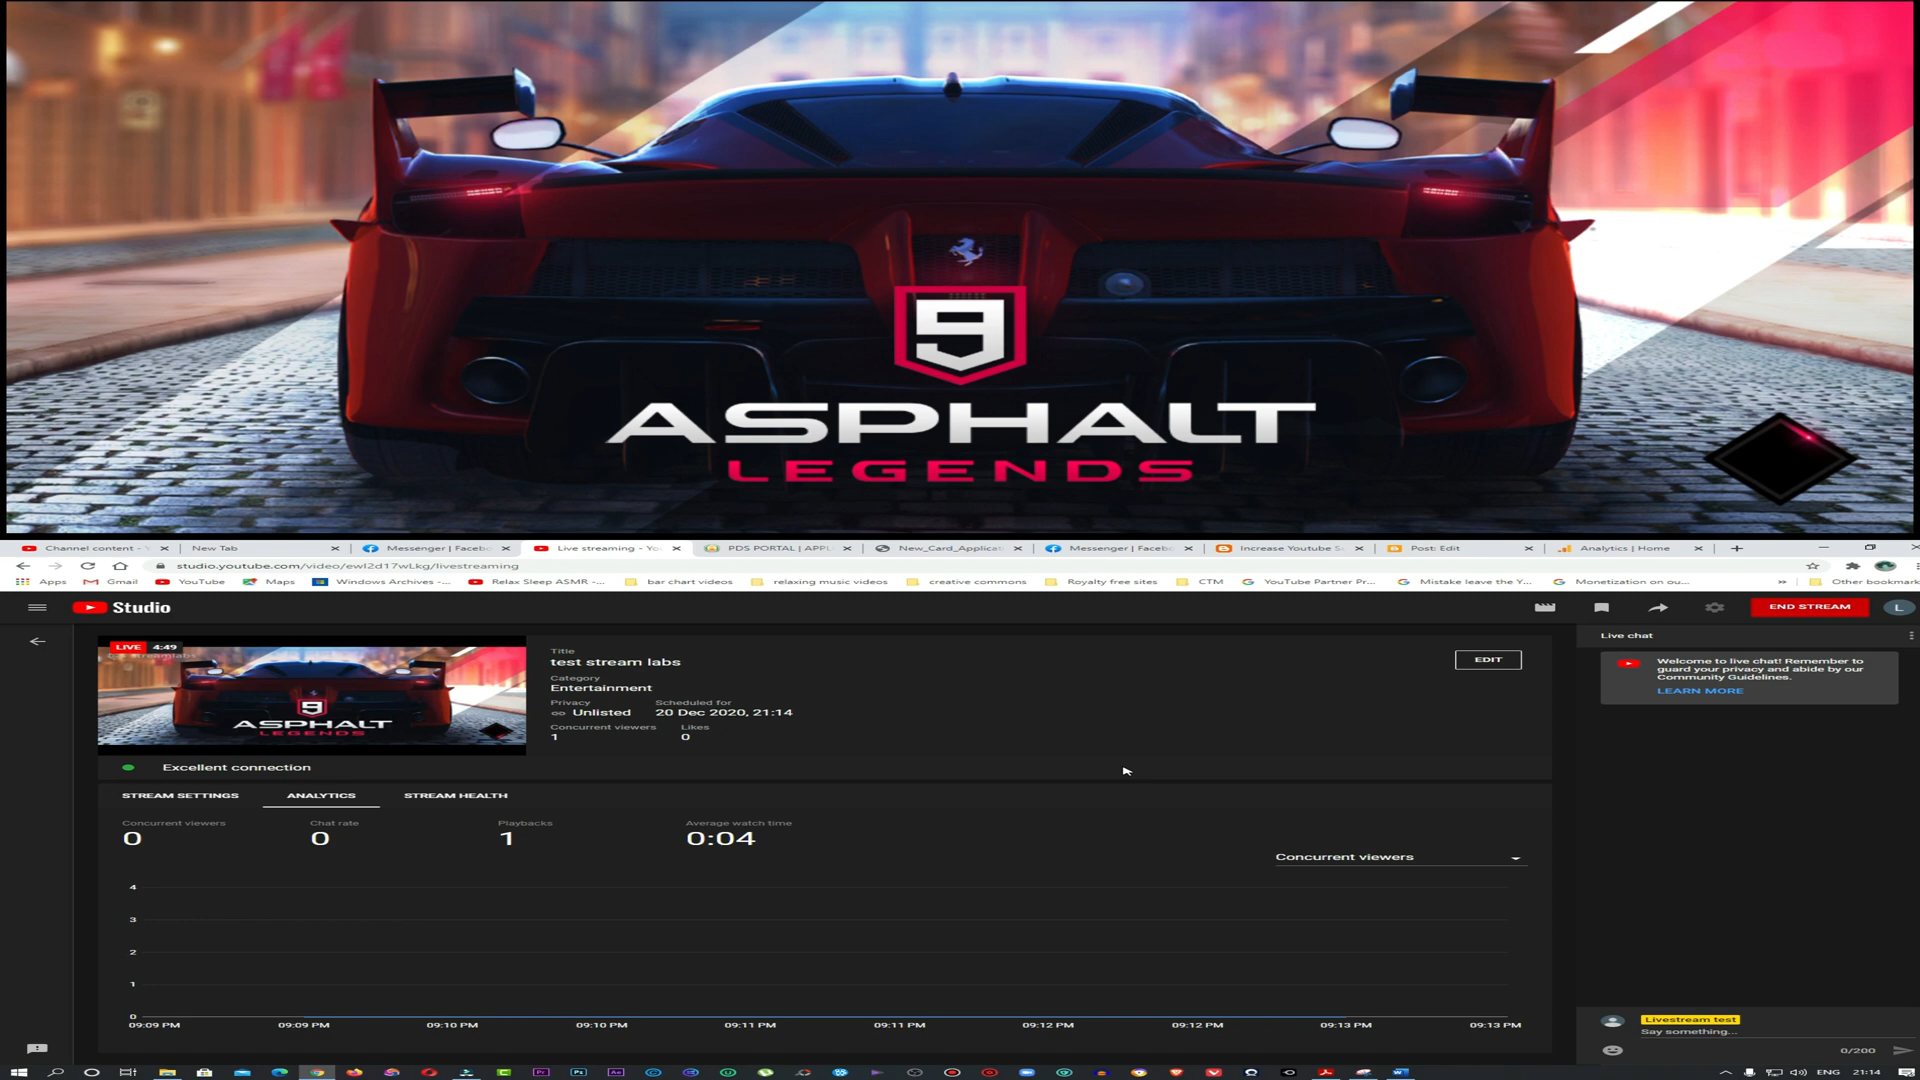 9
ASPHALT
LEGENDS
Channel content - New Tab Messenger | Facebo Live streaming - Yo PDS PORTAL | APPL New_Card_Applicat Messenger | Facebo Increase Youtube S Post: Edit Analytics | Home
studio.youtube.com/video/ewl2d17wLkg/livestreaming
Apps Gmail YouTube Maps Windows Archives -... Relax Sleep ASMR -... bar chart videos relaxing music videos creative commons Royalty free sites CTM YouTube Partner Pr... Mistake leave the Y... Monetization on ou... » Other bookmark
Studio END STREAM L
LIVE 4:49
9
ASPHALT
LEGENDS
Title
test stream labs
EDIT
Category
Entertainment
Privacy Scheduled for
Unlisted 20 Dec 2020, 21:14
Concurrent viewers Likes
1 0
Excellent connection
STREAM SETTINGS ANALYTICS STREAM HEALTH
Concurrent viewers Chat rate Playbacks Average watch time
0 0 1 0:04
Concurrent viewers
4
3
2
1
0
09:09 PM 09:09 PM 09:10 PM 09:10 PM 09:11 PM 09:11 PM 09:12 PM 09:12 PM 09:13 PM 09:13 PM
Live chat
Welcome to live chat! Remember to
guard your privacy and abide by our
Community Guidelines.
LEARN MORE
Livestream test
Say something...
0/200
ENG 21:14